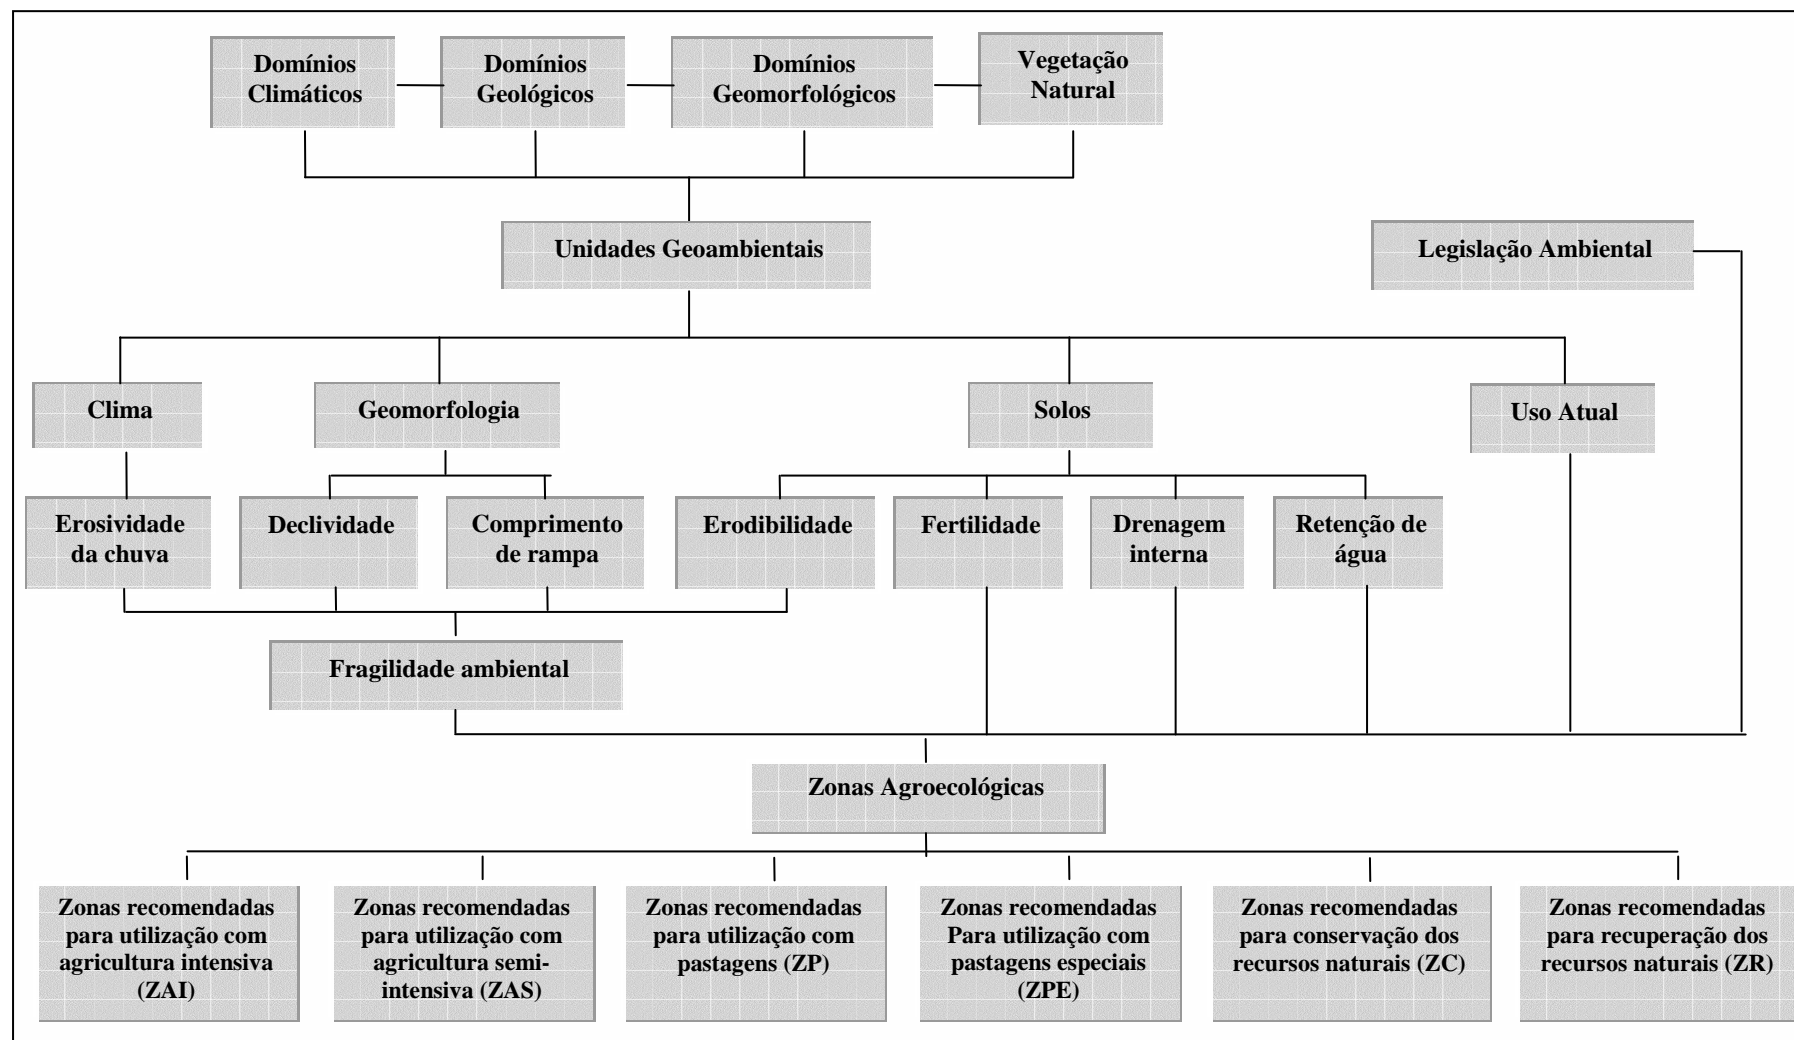 Domínios
Climáticos
Domínios
Geológicos
Domínios
Geomorfológicos
Vegetação
Natural
Unidades Geoambientais
Legislação Ambiental
Clima
Geomorfologia
Solos
Uso Atual
Erosividade
da chuva
Declividade
Comprimento
de rampa
Erodibilidade
Fertilidade
Drenagem
interna
Retenção de
água
Fragilidade ambiental
Zonas Agroecológicas
Zonas recomendadas
para utilização com
agricultura intensiva
(ZAI)
Zonas recomendadas
para utilização com
agricultura semi-
intensiva (ZAS)
Zonas recomendadas
para utilização com
pastagens (ZP)
Zonas recomendadas
Para utilização com
pastagens especiais
(ZPE)
Zonas recomendadas
para conservação dos
recursos naturais (ZC)
Zonas recomendadas
para recuperação dos
recursos naturais (ZR)